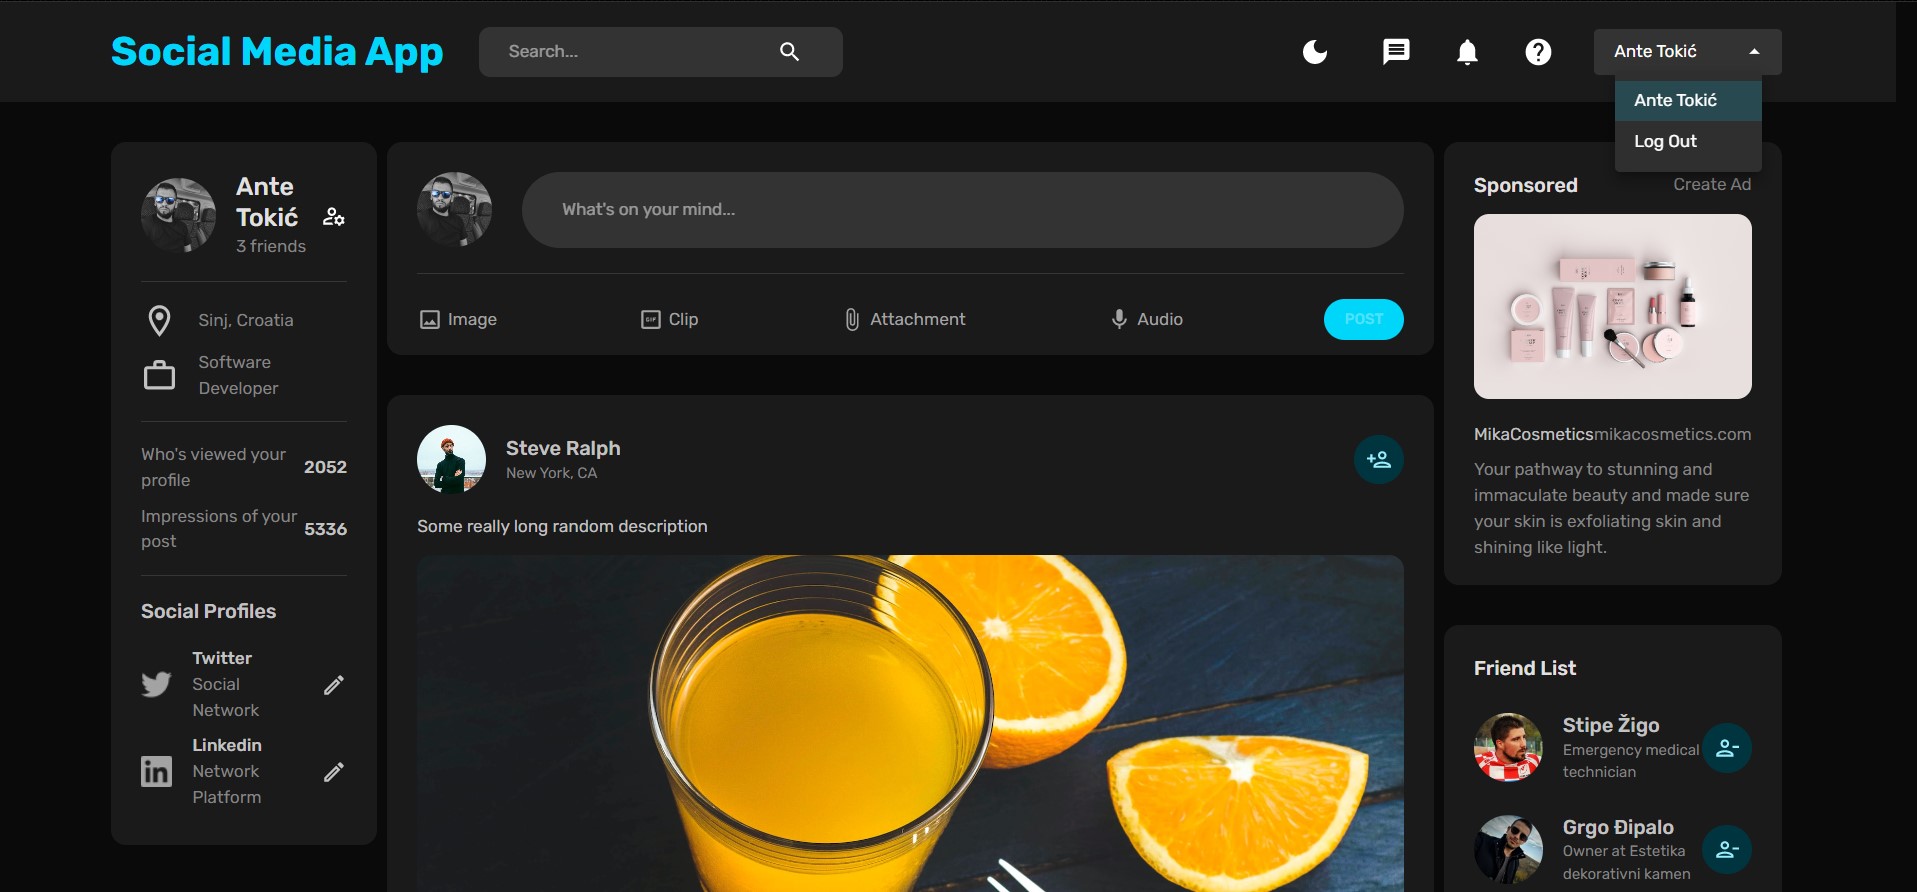 Social Media App
Search...
Ante Tokić
Ante Tokić
Log Out
Ante
Tokić
3 friends
Sinj, Croatia
Software
Developer
Who's viewed your
profile
2052
Impressions of your
post
5336
Social Profiles
Twitter
Social
Network
Linkedin
Network
Platform
What's on your mind...
Image
GIF
Clip
Attachment
Audio
POST
Steve Ralph
New York, CA
Some really long random description
Sponsored
Create Ad
MikaCosmetics
mikacosmetics.com
Your pathway to stunning and
immaculate beauty and made sure
your skin is exfoliating skin and
shining like light.
Friend List
Stipe Žigo
Emergency medical
technician
Grgo Đipalo
Owner at Estetika
dekorativni kamen